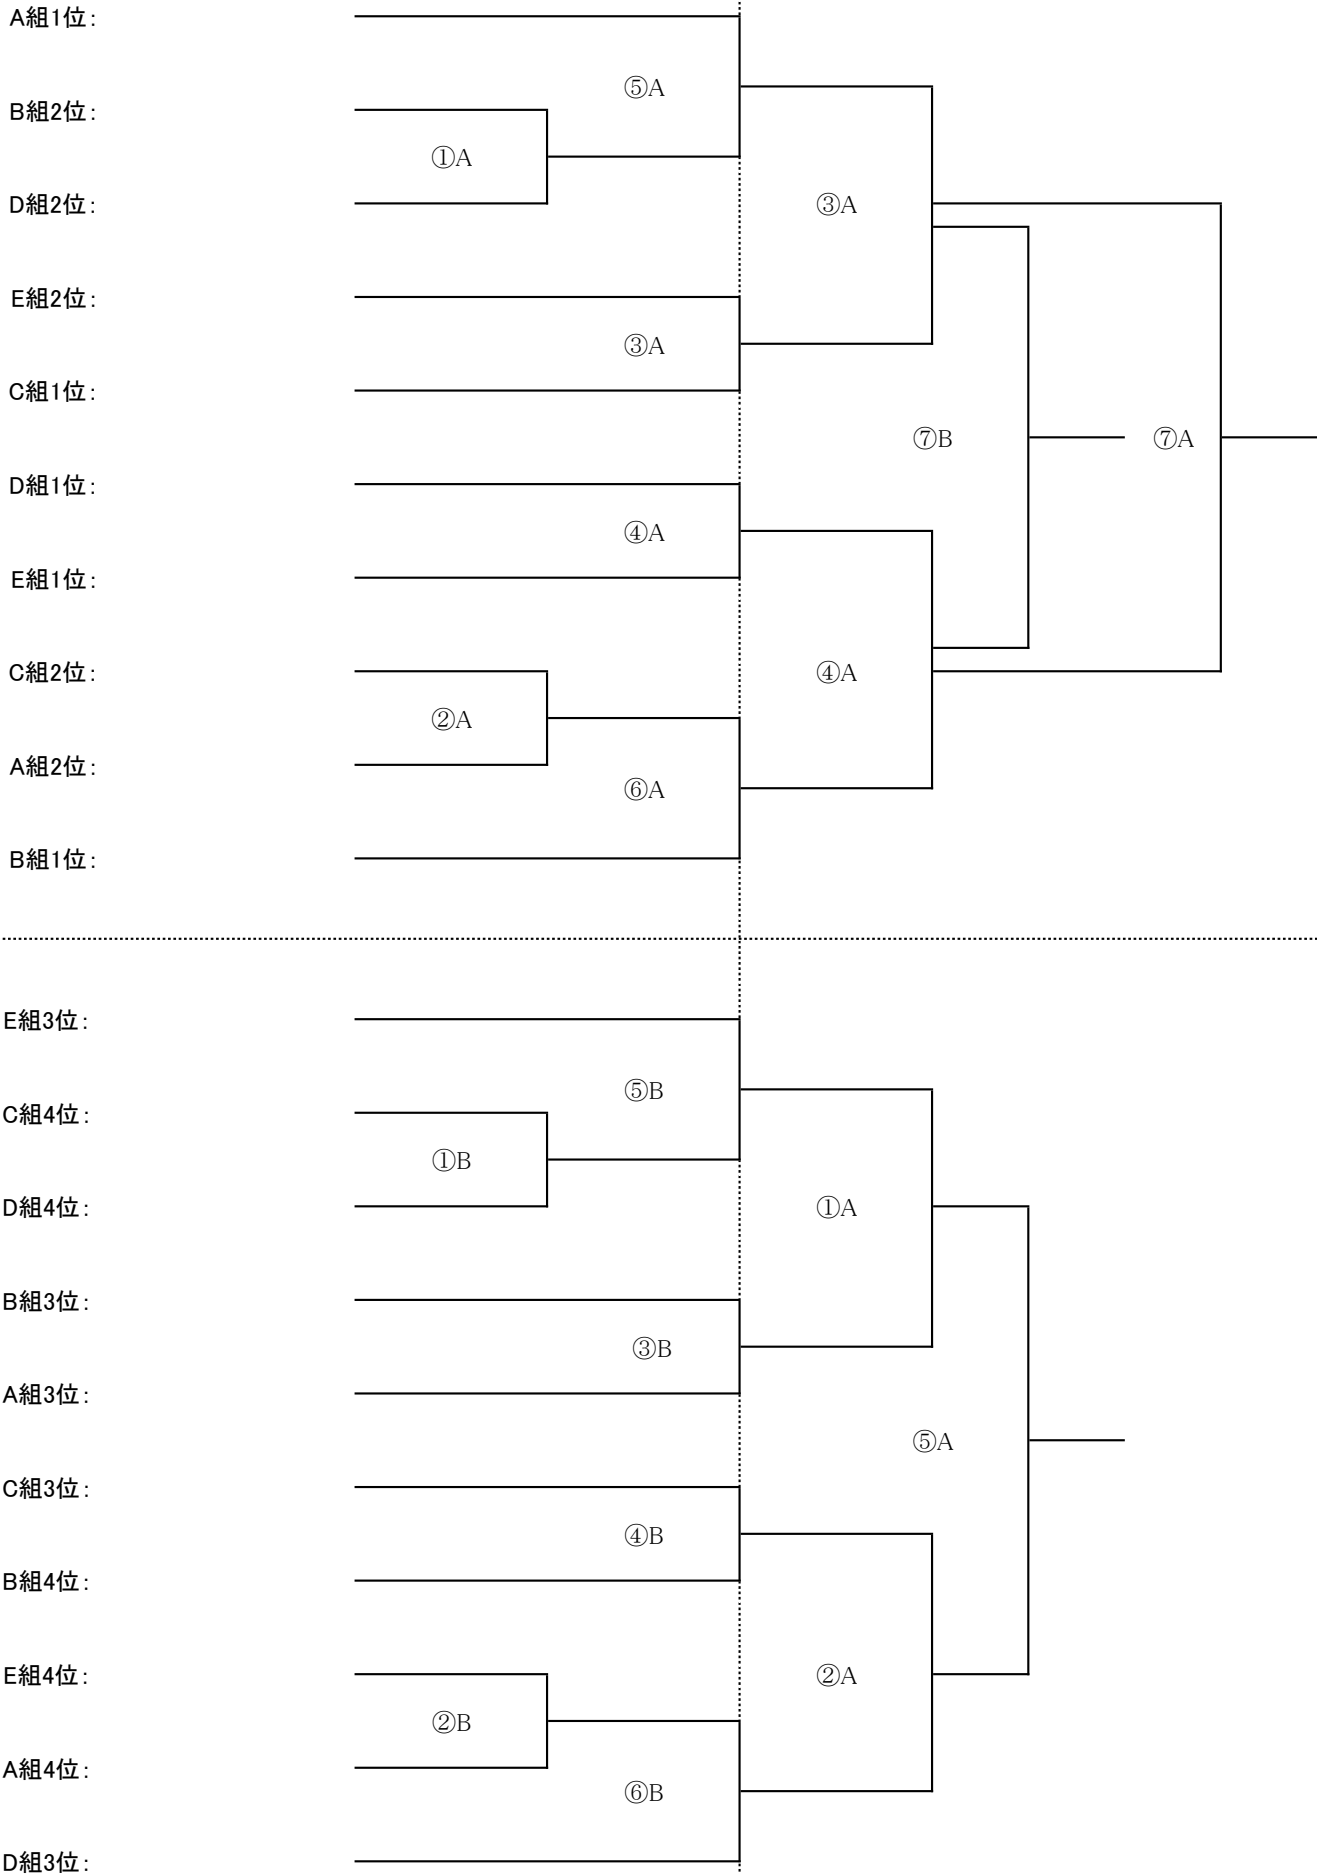 A組1位：
⑤A
B組2位：
①A
D組2位：
③A
E組2位：
③A
C組1位：
⑦B
⑦A
D組1位：
④A
E組1位：
C組2位：
④A
②A
A組2位：
⑥A
B組1位：
E組3位：
⑤B
C組4位：
①B
D組4位：
①A
B組3位：
③B
A組3位：
⑤A
C組3位：
④B
B組4位：
E組4位：
②A
②B
A組4位：
⑥B
D組3位：